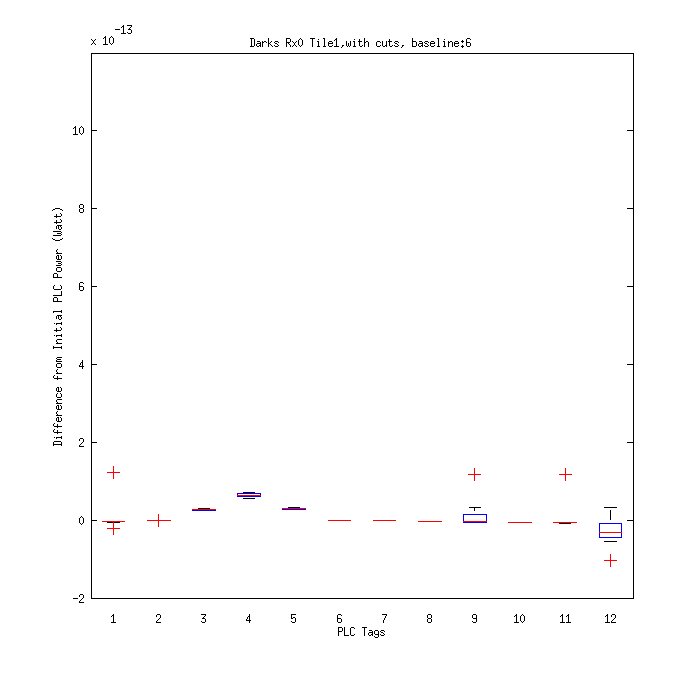 x 10^-13
Darks Rx0 Tile1,with cuts, baseline:6
10
8
6
4
2
0
-2
Difference from Initial PLC Power (Watt)
1 2 3 4 5 6 7 8 9 10 11 12
PLC Tags